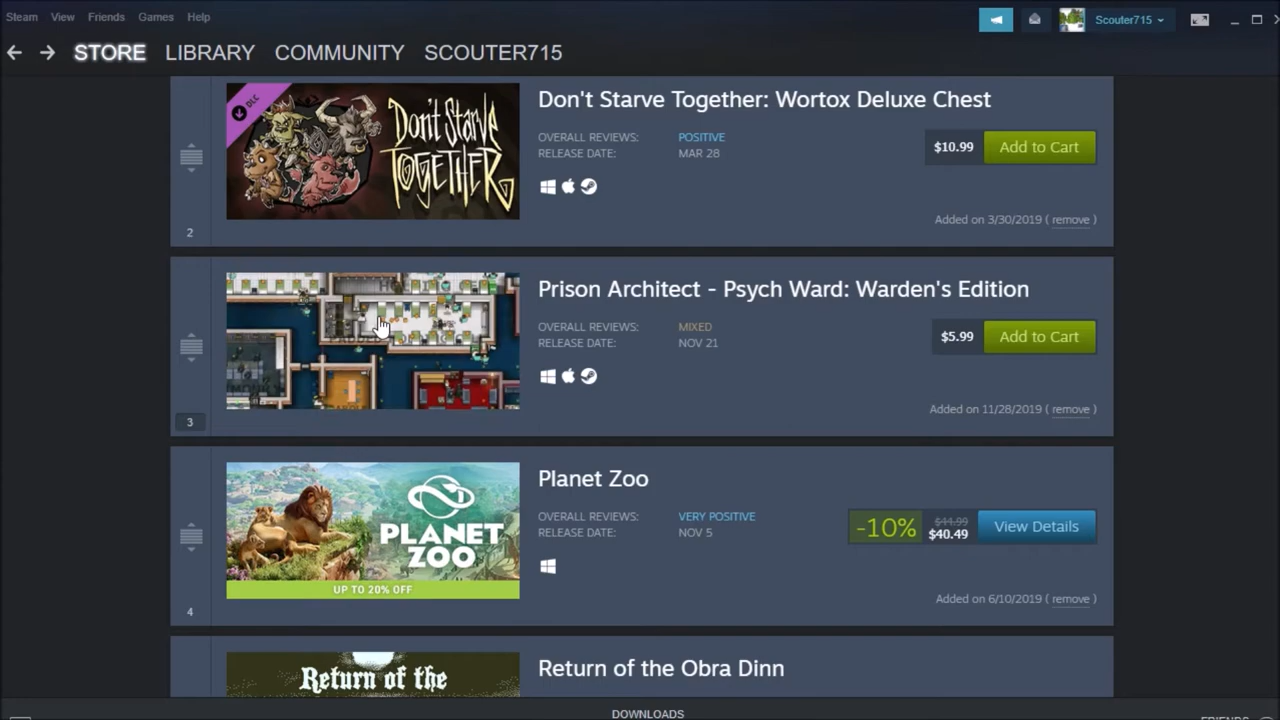 Steam View Friends Games Help
Scouter715
STORE LIBRARY COMMUNITY SCOUTER715
DLC
Don't Starve
TOGETHER
Don't Starve Together: Wortox Deluxe Chest
OVERALL REVIEWS: POSITIVE
RELEASE DATE: MAR 28
$10.99 Add to Cart
Added on 3/30/2019 ( remove )
2
Prison Architect - Psych Ward: Warden's Edition
OVERALL REVIEWS: MIXED
RELEASE DATE: NOV 21
$5.99 Add to Cart
Added on 11/28/2019 ( remove )
3
PLANET
ZOO
UP TO 20% OFF
Planet Zoo
OVERALL REVIEWS: VERY POSITIVE
RELEASE DATE: NOV 5
-10% $44.99 $40.49 View Details
Added on 6/10/2019 ( remove )
4
Return of the
Return of the Obra Dinn
DOWNLOADS
FRIENDS